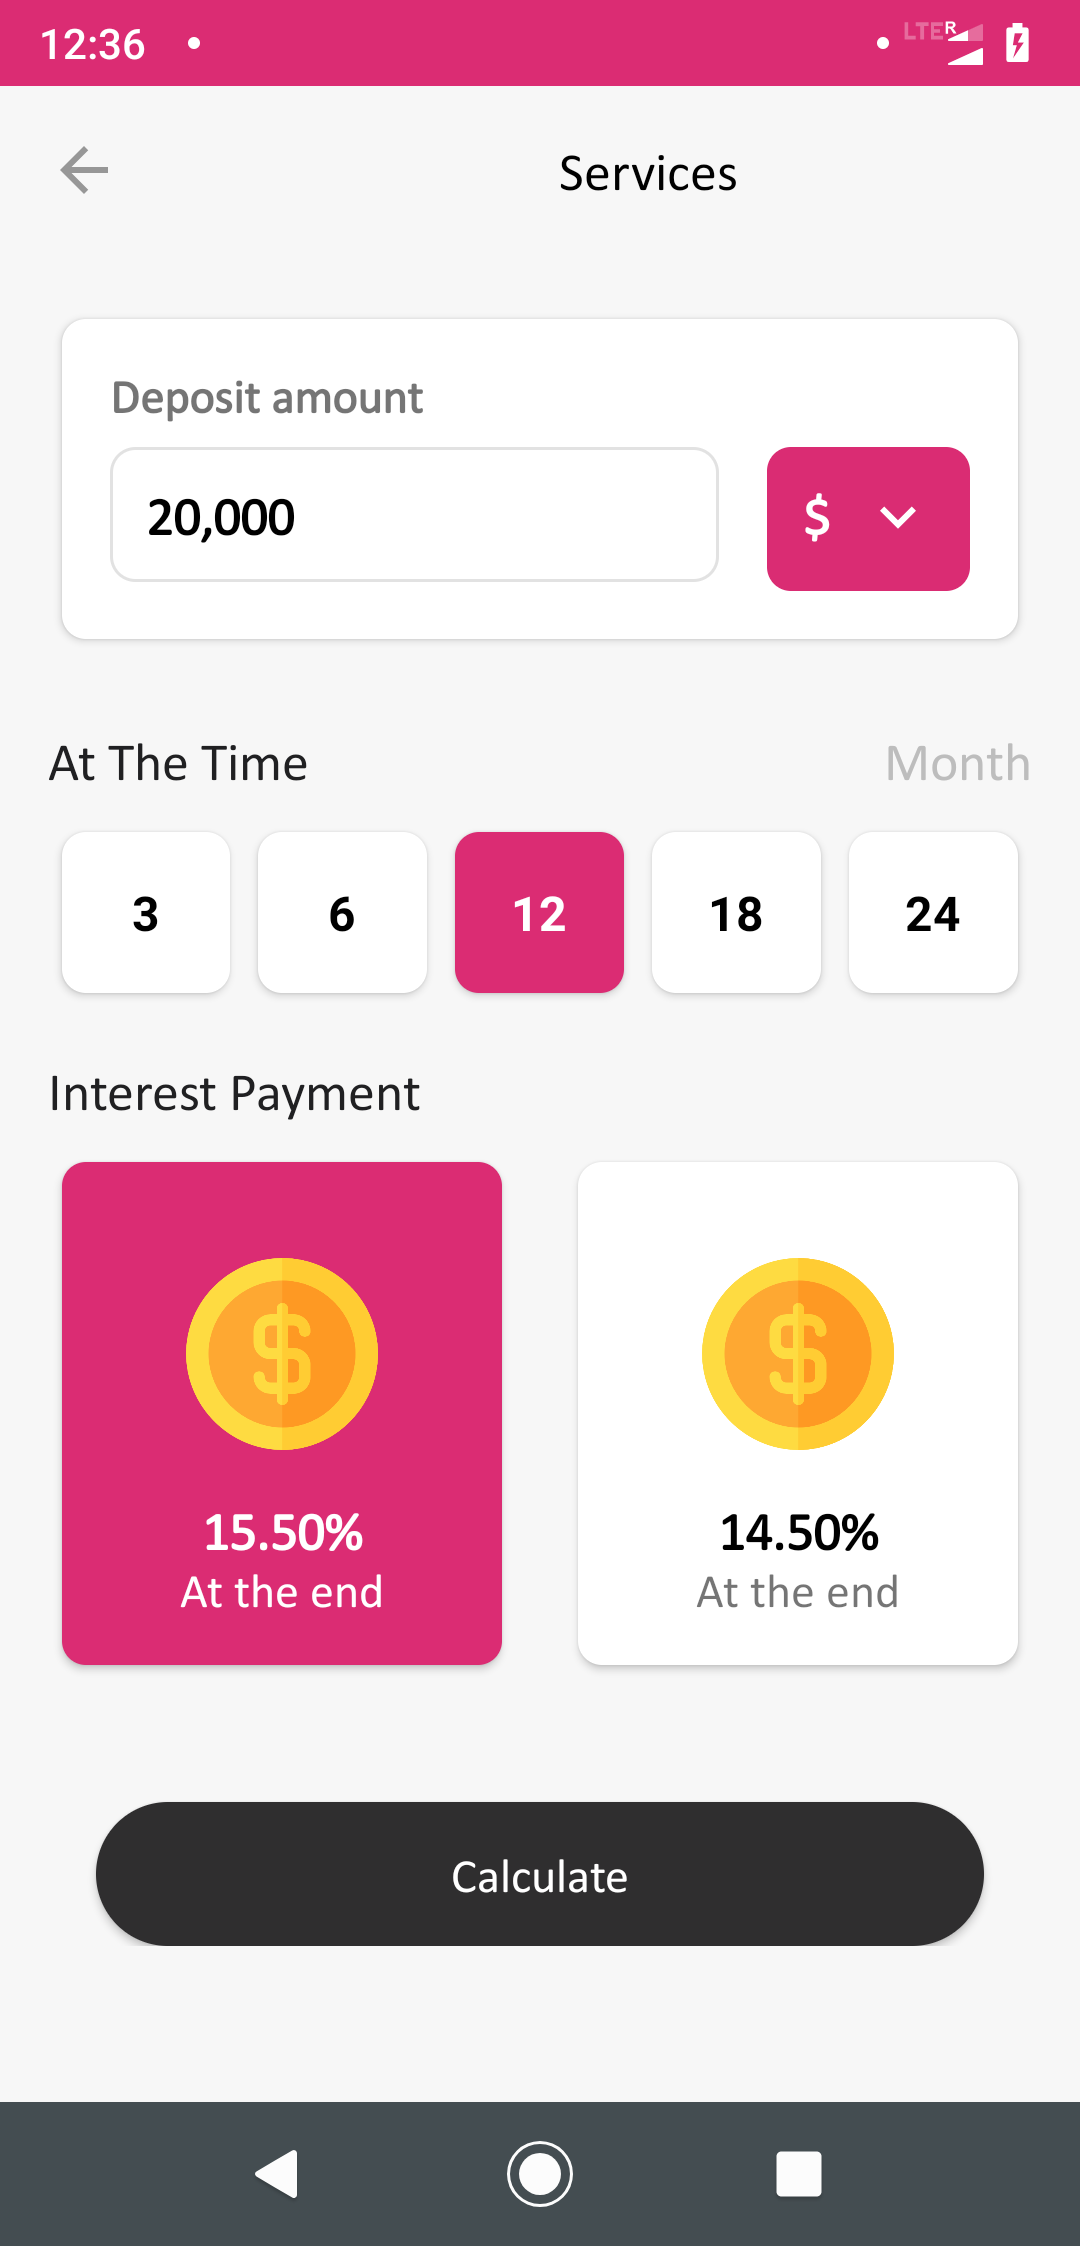 12:36
LTE R
Services
Deposit amount
20,000
$
At The Time
Month
3
6
12
18
24
Interest Payment
15.50%
At the end
14.50%
At the end
Calculate